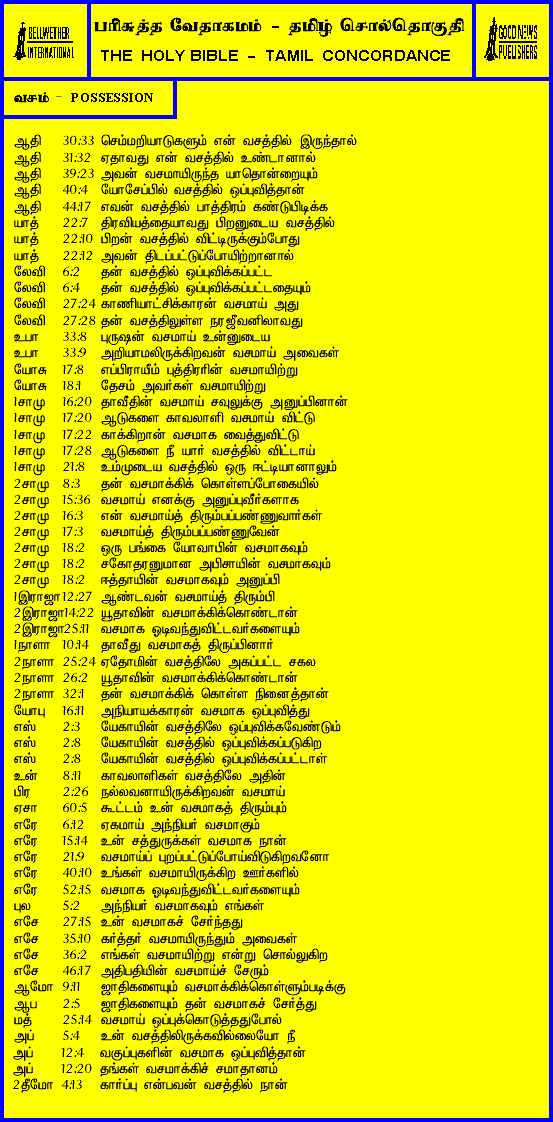 BELLWETHER
INTERNATIONAL
பரிசுத்த வேதாகமம் - தமிழ் சொல்தொகுதி
THE HOLY BIBLE - TAMIL CONCORDANCE
GOOD NEWS
PUBLISHERS
வசம் - POSSESSION
ஆதி 30:33 செம்மறியாடுகளும் என் வசத்தில் இருந்தால்
ஆதி 31:32 ஏதாவது என் வசத்தில் உண்டானால்
ஆதி 39:23 அவன் வசமாயிருந்த யாதொன்றையும்
ஆதி 40:4 யோசேப்பில் வசத்தில் ஒப்புவித்தான்
ஆதி 44:17 எவன் வசத்தில் பாத்திரம் கண்டுபிடிக்க
யாத் 22:7 திரவியத்தையாவது பிறனுடைய வசத்தில்
யாத் 22:10 பிறன் வசத்தில் விட்டிருக்கும்போது
யாத் 22:12 அவன் திடப்பட்டுப்போயிற்றானால்
லேவி 6:2 தன் வசத்தில் ஒப்புவிக்கப்பட்ட
லேவி 6:4 தன் வசத்தில் ஒப்புவிக்கப்பட்டதையும்
லேவி 27:24 காணியாட்சிக்காரன் வசமாய் அது
லேவி 27:28 தன் வசத்திலுள்ள நரஜீவனிலாவது
உபா 33:8 புருஷன் வசமாய் உன்னுடைய
உபா 33:9 அறியாமலிருக்கிறவன் வசமாய் அவைகள்
யோசு 17:8 எப்பிராயீம் புத்திரரின் வசமாயிற்று
யோசு 18:1 தேசம் அவர்கள் வசமாயிற்று
1சாமு 16:20 தாவீதின் வசமாய் சவுலுக்கு அனுப்பினான்
1சாமு 17:20 ஆடுகளை காவலாளி வசமாய் விட்டு
1சாமு 17:22 காக்கிறான் வசமாக வைத்துவிட்டு
1சாமு 17:28 ஆடுகளை நீ யார் வசத்தில் விட்டாய்
1சாமு 21:8 உம்முடைய வசத்தில் ஒரு ஈட்டியானாலும்
2சாமு 8:3 தன் வசமாக்கிக் கொள்ளப்போகையில்
2சாமு 15:36 வசமாய் எனக்கு அனுப்புவீர்களாக
2சாமு 16:3 என் வசமாய்த் திரும்பப்பண்ணுவார்கள்
2சாமு 17:3 வசமாய்த் திரும்பப்பண்ணுவேன்
2சாமு 18:2 ஒரு பங்கை யோவாபின் வசமாகவும்
2சாமு 18:2 சகோதரனுமான அபிசாயின் வசமாகவும்
2சாமு 18:2 ஈத்தாயின் வசமாகவும் அனுப்பி
1இராஜா 12:27 ஆண்டவன் வசமாய்த் திரும்பி
2இராஜா 14:22 யூதாவின் வசமாக்கிக்கொண்டான்
2இராஜா 25:11 வசமாக ஓடிவந்துவிட்டவர்களையும்
1நாளா 10:14 தாவீது வசமாகத் திருப்பினார்
2நாளா 25:24 ஏதோமின் வசத்திலே அகப்பட்ட சகல
2நாளா 26:2 யூதாவின் வசமாக்கிக்கொண்டான்
2நாளா 32:1 தன் வசமாக்கிக் கொள்ள நினைத்தான்
யோபு 16:11 அநியாயக்காரன் வசமாக ஒப்புவித்து
எஸ் 2:3 யேகாயின் வசத்திலே ஒப்புவிக்கவேண்டும்
எஸ் 2:8 யேகாயின் வசத்தில் ஒப்புவிக்கப்படுகிற
எஸ் 2:8 யேகாயின் வசத்தில் ஒப்புவிக்கப்பட்டாள்
உன் 8:11 காவலாளிகள் வசத்திலே அதின்
பிர 2:26 நல்லவனாயிருக்கிறவன் வசமாய்
ஏசா 60:5 கூட்டம் உன் வசமாகத் திரும்பும்
எரே 6:12 ஏகமாய் அந்நியர் வசமாகும்
எரே 15:14 உன் சத்துருக்கள் வசமாக நான்
எரே 21:9 வசமாய்ப் புறப்பட்டுப்போய்விடுகிறவனோ
எரே 40:10 உங்கள் வசமாயிருக்கிற ஊர்களில்
எரே 52:15 வசமாக ஓடிவந்துவிட்டவர்களையும்
புல 5:2 அந்நியர் வசமாகவும் எங்கள்
எசே 27:15 உன் வசமாகச் சேர்ந்தது
எசே 35:10 கர்த்தர் வசமாயிருந்தும் அவைகள்
எசே 36:2 எங்கள் வசமாயிற்று என்று சொல்லுகிற
எசே 46:17 அதிபதியின் வசமாய்ச் சேரும்
ஆமோ 9:11 ஜாதிகளையும் வசமாக்கிக்கொள்ளும்படிக்கு
ஆப 2:5 ஜாதிகளையும் தன் வசமாகச் சேர்த்து
மத் 25:14 வசமாய் ஒப்புக்கொடுத்ததுபோல்
அப் 5:4 உன் வசத்திலிருக்கவில்லையோ நீ
அப் 12:4 வகுப்புகளின் வசமாக ஒப்புவித்தான்
அப் 12:20 தங்கள் வசமாக்கிச் சமாதானம்
2தீமோ 4:13 கார்ப்பு என்பவன் வசத்தில் நான்